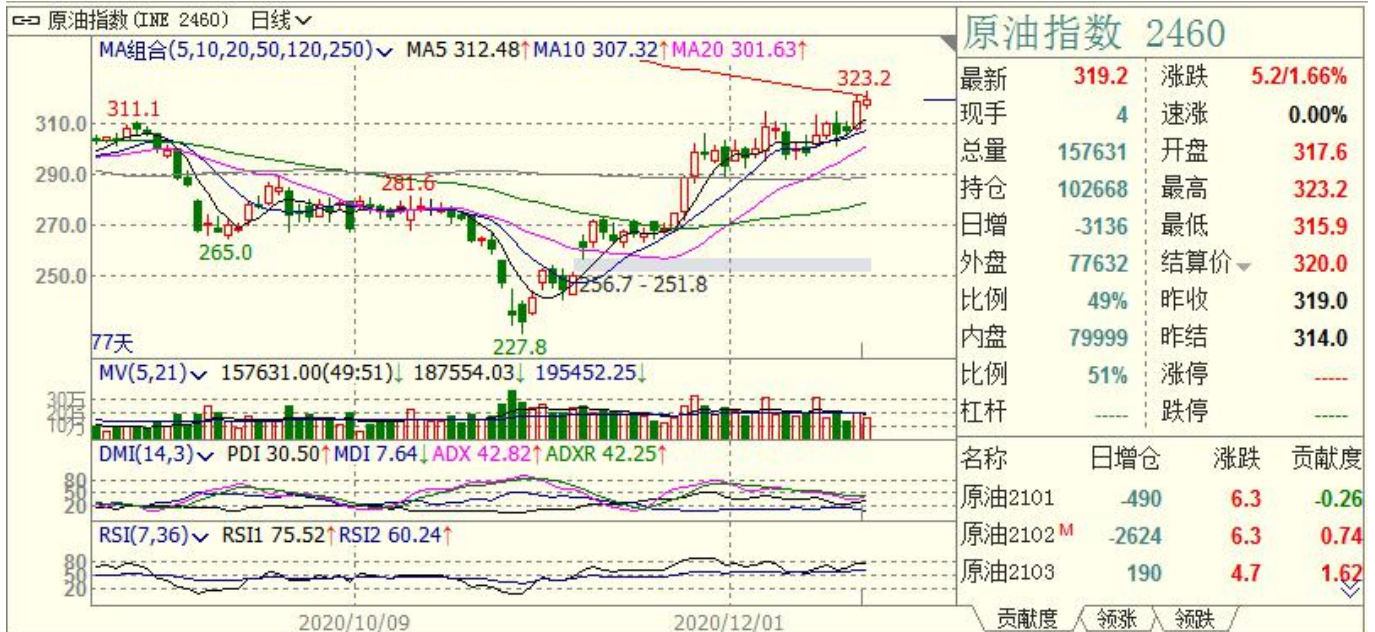 原油指数(INE 2460) 日线
MA组合(5,10,20,50,120,250) MA5 312.48↑MA10 307.32↑MA20 301.63↑
323.2
311.1
310.0
290.0
281.6
270.0
265.0
250.0
256.7 - 251.8
227.8
77天
MV(5,21) 157631.00(49:51)↓ 187554.03↓ 195452.25↓
30万
20万
10万
DMI(14,3) PDI 30.50↑MDI 7.64↓ADX 42.82↑ADXR 42.25↑
80
50
20
RSI(7,36) RSI1 75.52↑RSI2 60.24↑
80
50
20
2020/10/09 2020/12/01
原油指数 2460
最新 319.2 涨跌 5.2/1.66%
现手 4 速涨 0.00%
总量 157631 开盘 317.6
持仓 102668 最高 323.2
日增 -3136 最低 315.9
外盘 77632 结算价 320.0
比例 49% 昨收 319.0
内盘 79999 昨结 314.0
比例 51% 涨停 -----
杠杆 ----- 跌停 -----
名称 日增仓 涨跌 贡献度
原油2101 -490 6.3 -0.26
原油2102 M -2624 6.3 0.74
原油2103 190 4.7 1.62
贡献度 领涨 领跌